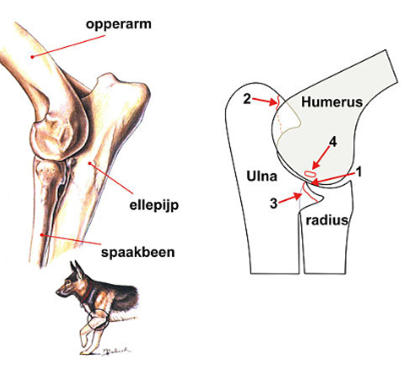 opperarm
ellepijp
spaakbeen
2
Humerus
4
1
Ulna
3
radius